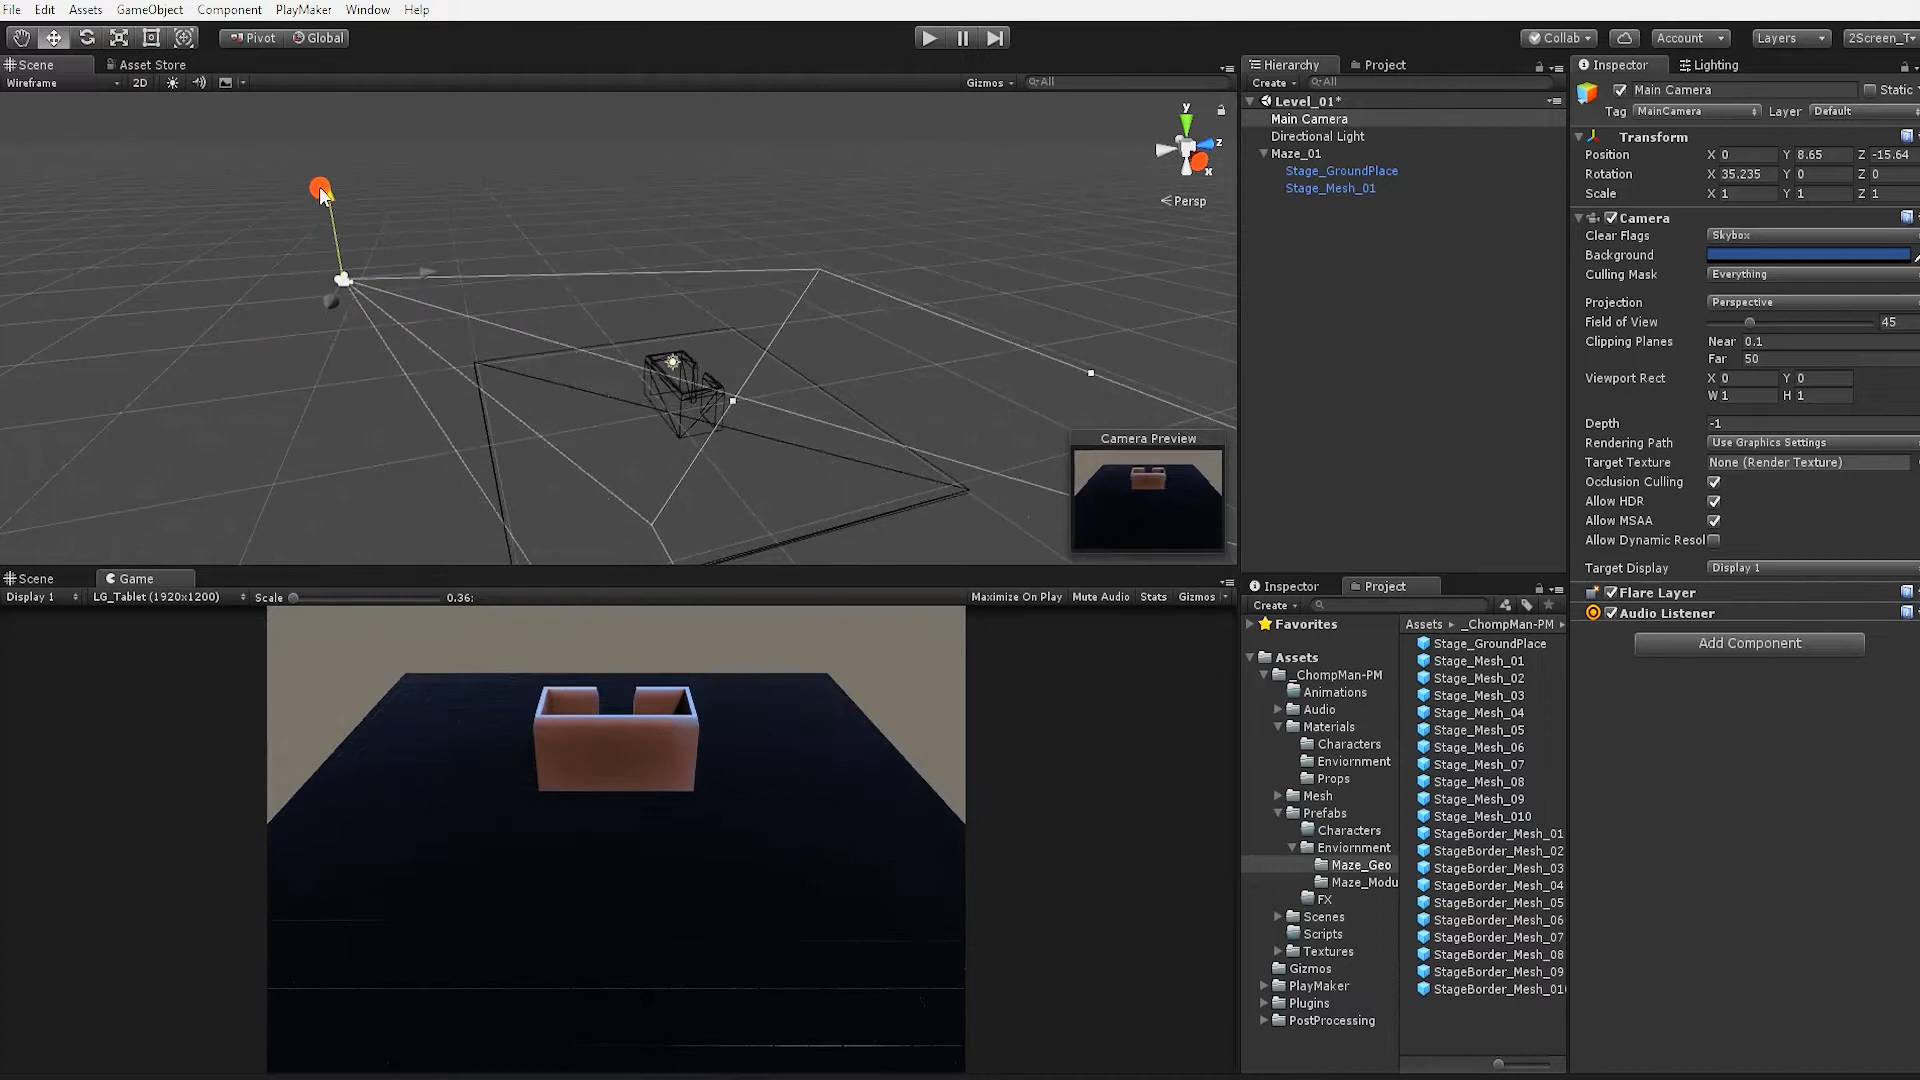 File Edit Assets GameObject Component PlayMaker Window Help
Pivot Global Collab Account Layers 2Screen_T
Scene Asset Store
Wireframe 2D Gizmos All
y
z
x
Persp
Camera Preview
Hierarchy Project
Create All
Level_01*
Main Camera
Directional Light
Maze_01
Stage_GroundPlace
Stage_Mesh_01
Inspector Lighting
Main Camera Static
Tag MainCamera Layer Default
Transform
Position X 0 Y 8.65 Z -15.64
Rotation X 35.235 Y 0 Z 0
Scale X 1 Y 1 Z 1
Camera
Clear Flags Skybox
Background
Culling Mask Everything
Projection Perspective
Field of View 45
Clipping Planes Near 0.1
Far 50
Viewport Rect X 0 Y 0
W 1 H 1
Depth -1
Rendering Path Use Graphics Settings
Target Texture None (Render Texture)
Occlusion Culling
Allow HDR
Allow MSAA
Allow Dynamic Resol
Target Display Display 1
Flare Layer
Audio Listener
Add Component
Scene Game
Display 1 LG_Tablet (1920x1200) Scale 0.36: Maximize On Play Mute Audio Stats Gizmos
Inspector Project
Create
Favorites
Assets
_ChompMan-PM
Animations
Audio
Materials
Characters
Enviornment
Props
Mesh
Prefabs
Characters
Enviornment
Maze_Geo
Maze_Modu
FX
Scenes
Scripts
Textures
Gizmos
PlayMaker
Plugins
PostProcessing
Assets _ChompMan-PM
Stage_GroundPlace
Stage_Mesh_01
Stage_Mesh_02
Stage_Mesh_03
Stage_Mesh_04
Stage_Mesh_05
Stage_Mesh_06
Stage_Mesh_07
Stage_Mesh_08
Stage_Mesh_09
Stage_Mesh_010
StageBorder_Mesh_01
StageBorder_Mesh_02
StageBorder_Mesh_03
StageBorder_Mesh_04
StageBorder_Mesh_05
StageBorder_Mesh_06
StageBorder_Mesh_07
StageBorder_Mesh_08
StageBorder_Mesh_09
StageBorder_Mesh_01